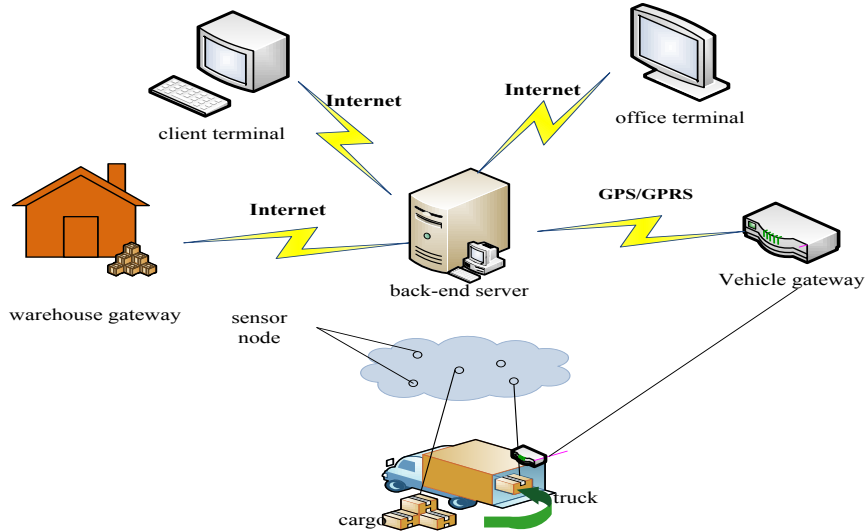 Internet
Internet
client terminal
office terminal
Internet
GPS/GPRS
back-end server
Vehicle gateway
warehouse gateway
sensor
node
truck
cargo